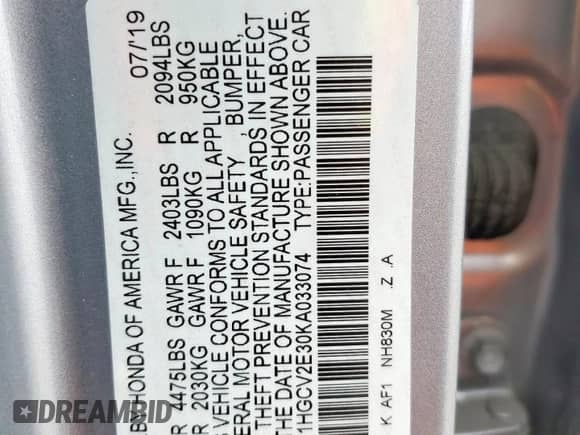 HONDA OF AMERICA MFG.,INC. 07/'19
4475LBS GAWR F 2403LBS R 2094LBS
2030KG GAWR F 1090KG R 950KG
VEHICLE CONFORMS TO ALL APPLICABLE
MOTOR VEHICLE SAFETY , BUMPER,
THEFT PREVENTION STANDARDS IN EFFECT
THE DATE OF MANUFACTURE SHOWN ABOVE.
1HGCV2E30KA033074 TYPE:PASSENGER CAR
K AF1 NH830M .Z .A
DREAMBID